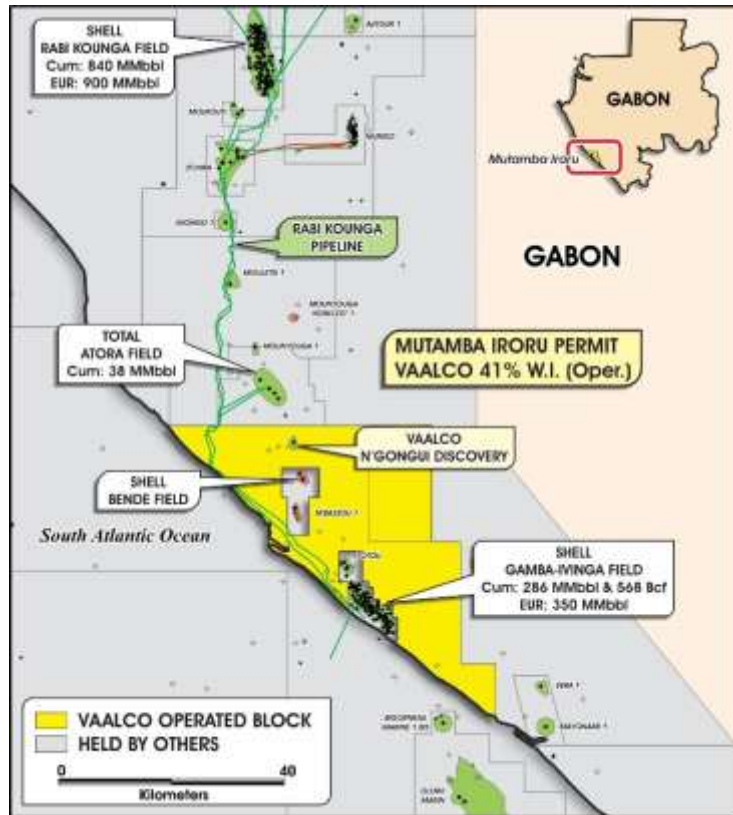 SHELL
RABI KOUNGA FIELD
Cum: 840 MMbbl
EUR: 900 MMbbl
GABON
Mutamba Iroru
RABI KOUNGA
PIPELINE
GABON
TOTAL
ATORA FIELD
Cum: 38 MMbbl
MUTAMBA IRORU PERMIT
VAALCO 41% W.I. (Oper.)
VAALCO
N'GONGUI DISCOVERY
SHELL
BENDE FIELD
South Atlantic Ocean
SHELL
GAMBA-IVINGA FIELD
Cum: 286 MMbbl & 568 Bcf
EUR: 350 MMbbl
VAALCO OPERATED BLOCK
HELD BY OTHERS
0 40
Kilometers